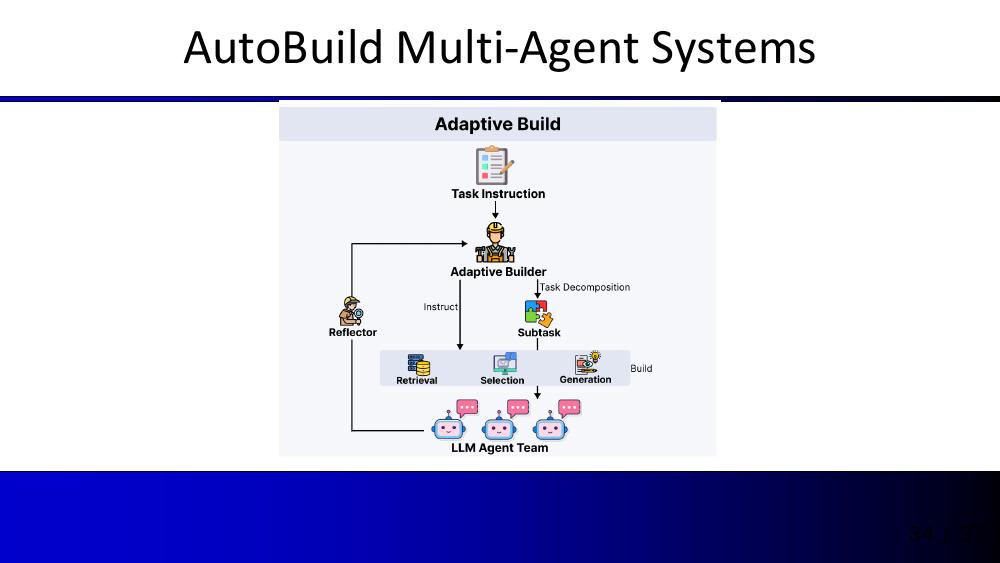 AutoBuild Multi-Agent Systems
Adaptive Build
Task Instruction
Adaptive Builder
Task Decomposition
Instruct
Reflector
Subtask
Retrieval
Selection
Generation
Build
LLM Agent Team
34 /